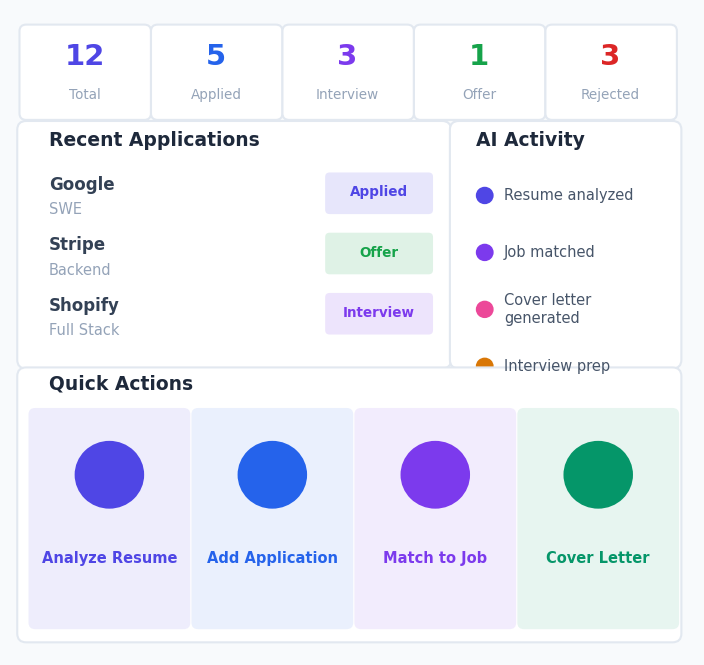 12
Total
5
Applied
3
Interview
1
Offer
3
Rejected
Recent Applications
Google
SWE
Applied
Stripe
Backend
Offer
Shopify
Full Stack
Interview
AI Activity
Resume analyzed
Job matched
Cover letter
generated
Interview prep
Quick Actions
Analyze Resume
Add Application
Match to Job
Cover Letter